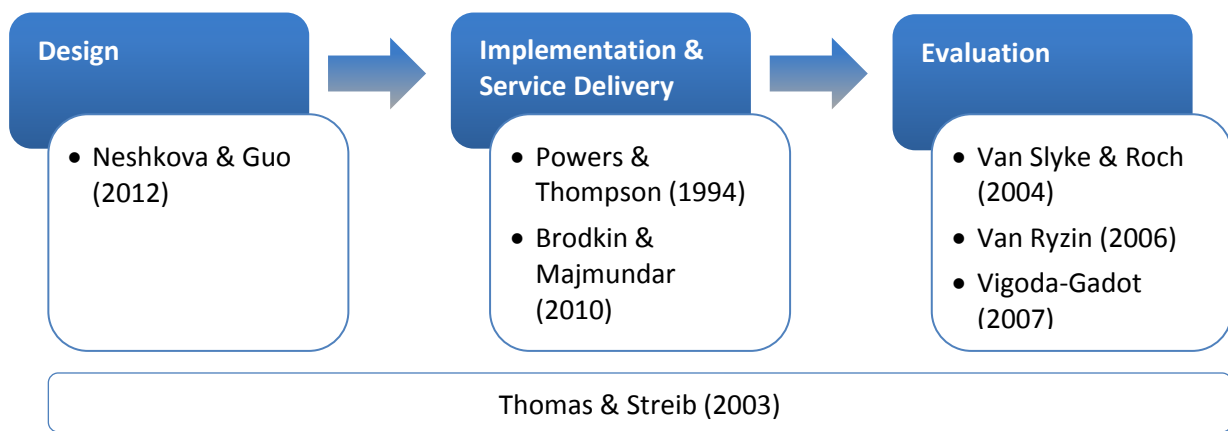 Design
• Neshkova & Guo
(2012)
Implementation &
Service Delivery
• Powers &
Thompson (1994)
• Brodkin &
Majmundar
(2010)
Evaluation
• Van Slyke & Roch
(2004)
• Van Ryzin (2006)
• Vigoda-Gadot
(2007)
Thomas & Streib (2003)